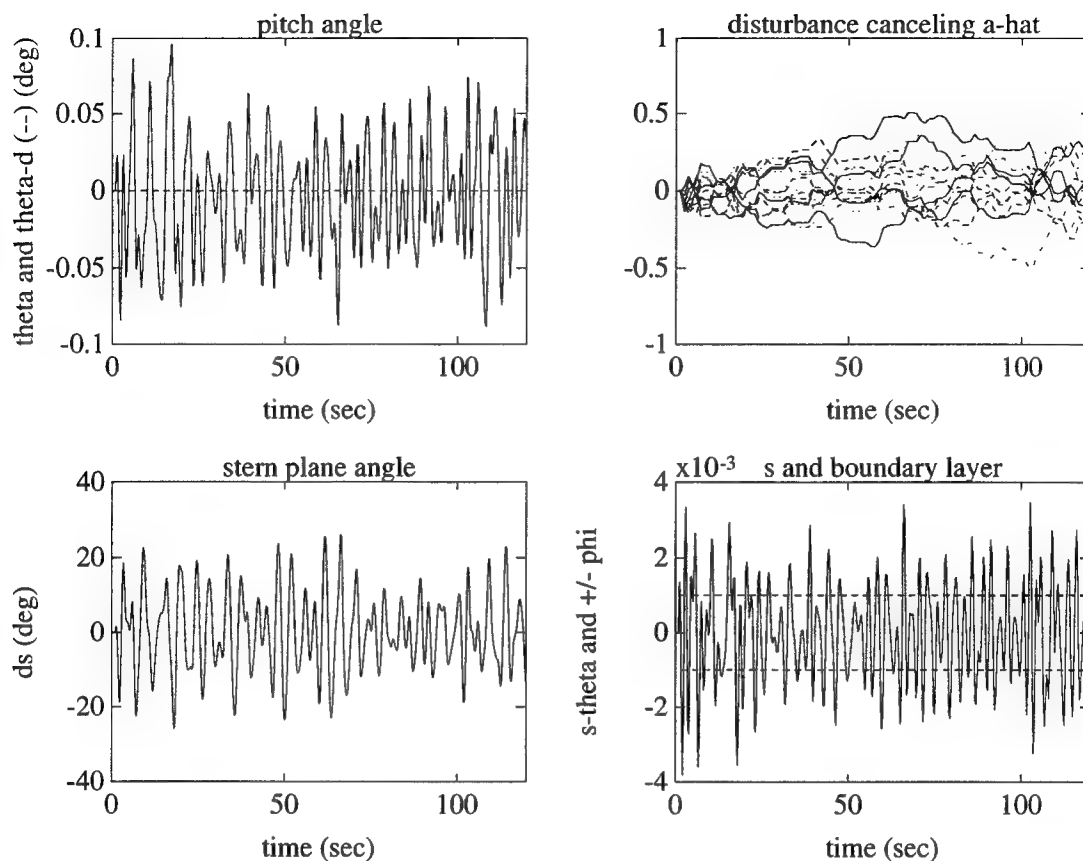 pitch angle
theta and theta-d (--) (deg)
0.1
0.05
0
-0.05
-0.1
0
50
100
time (sec)
disturbance canceling a-hat
1
0.5
0
-0.5
-1
0
50
100
time (sec)
stern plane angle
ds (deg)
40
20
0
-20
-40
0
50
100
time (sec)
x10-3
s and boundary layer
s-theta and +/- phi
4
2
0
-2
-4
0
50
100
time (sec)